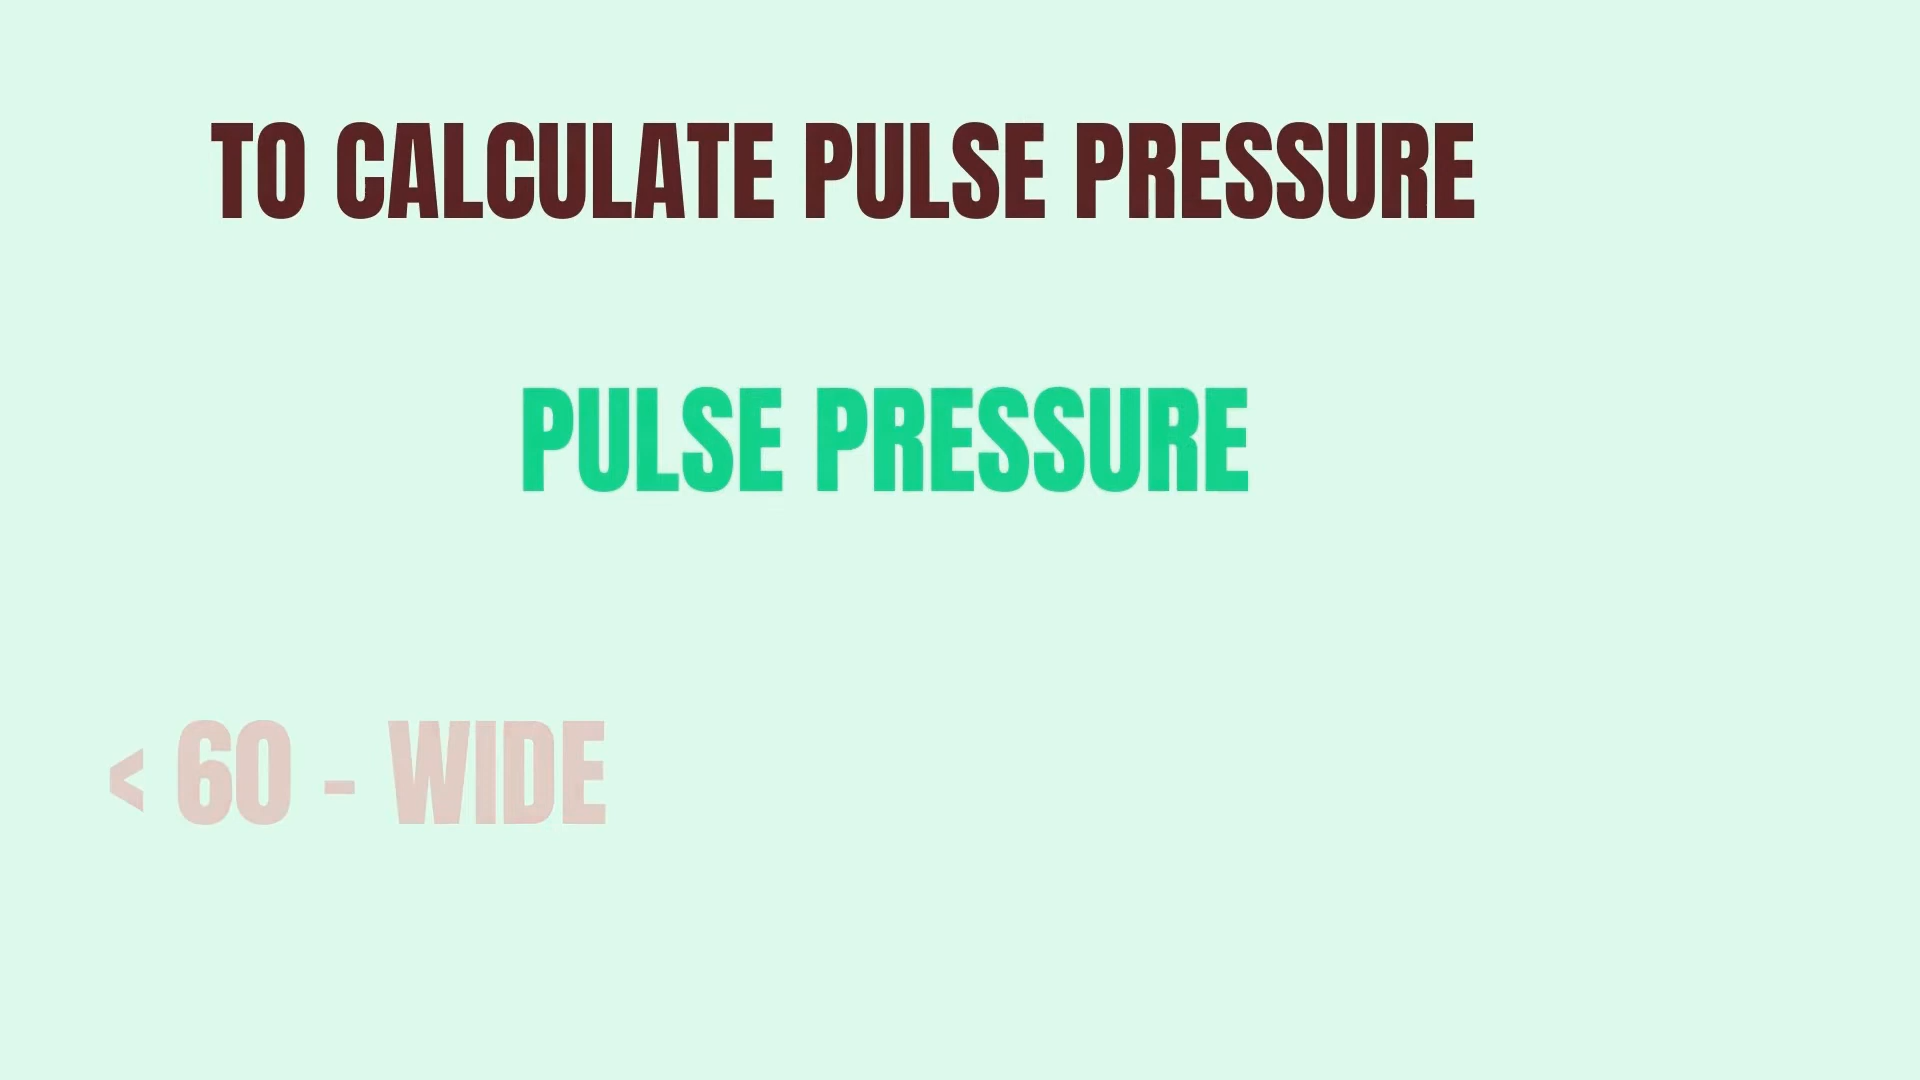 TO CALCULATE PULSE PRESSURE
PULSE PRESSURE
< 60 - WIDE